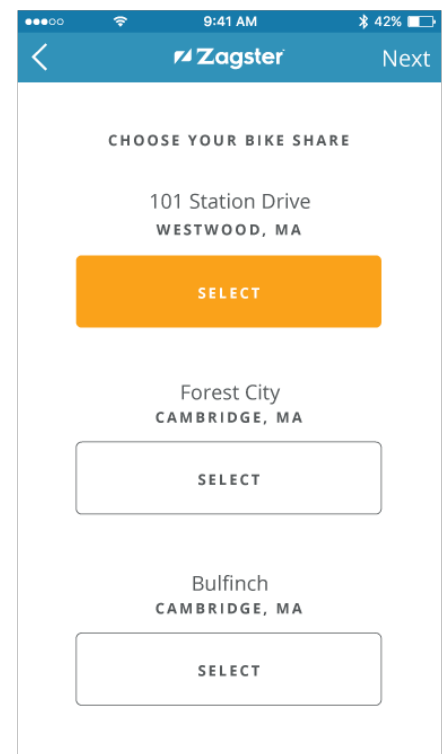 9:41 AM
42%
Zagster
Next
CHOOSE YOUR BIKE SHARE
101 Station Drive
WESTWOOD, MA
SELECT
Forest City
CAMBRIDGE, MA
SELECT
Bulfinch
CAMBRIDGE, MA
SELECT